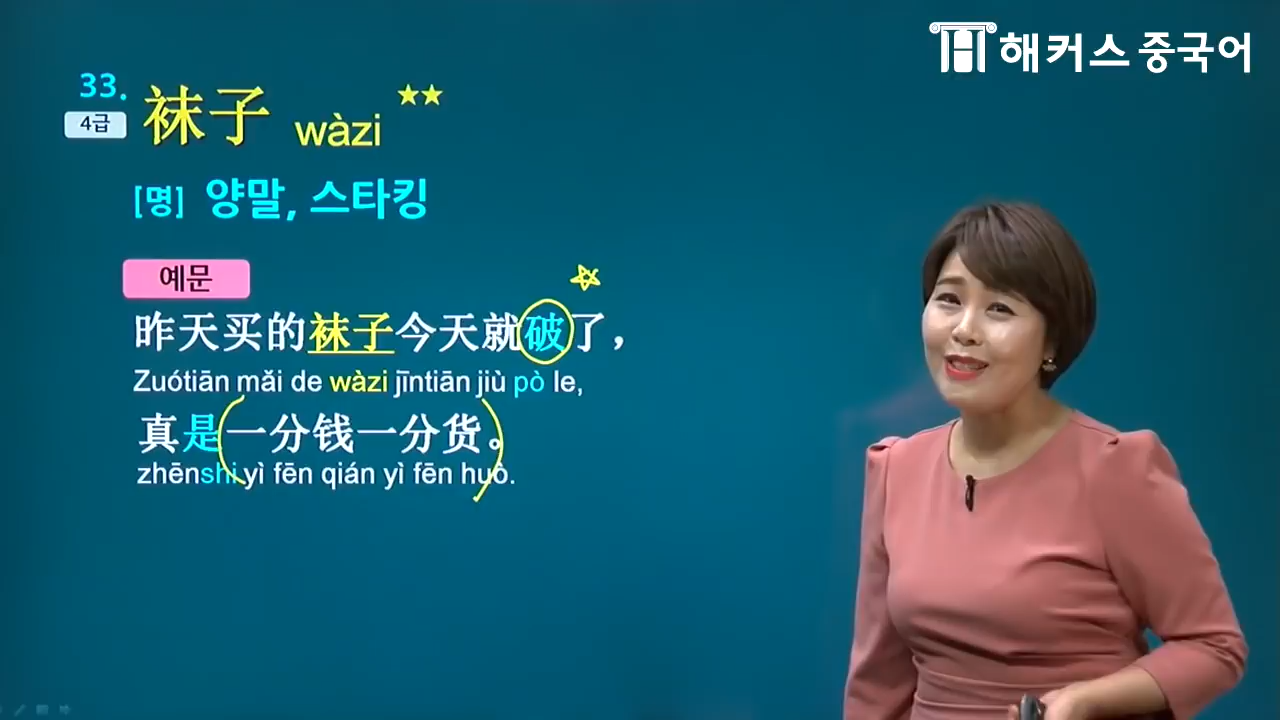 해커스 중국어
33.
4급
袜子 wàzi ★★
[명] 양말, 스타킹
예문
昨天买的袜子今天就破了，
Zuótiān mǎi de wàzi jīntiān jiù pò le,
真是一分钱一分货。
zhēnshi yì fēn qián yì fēn huò.